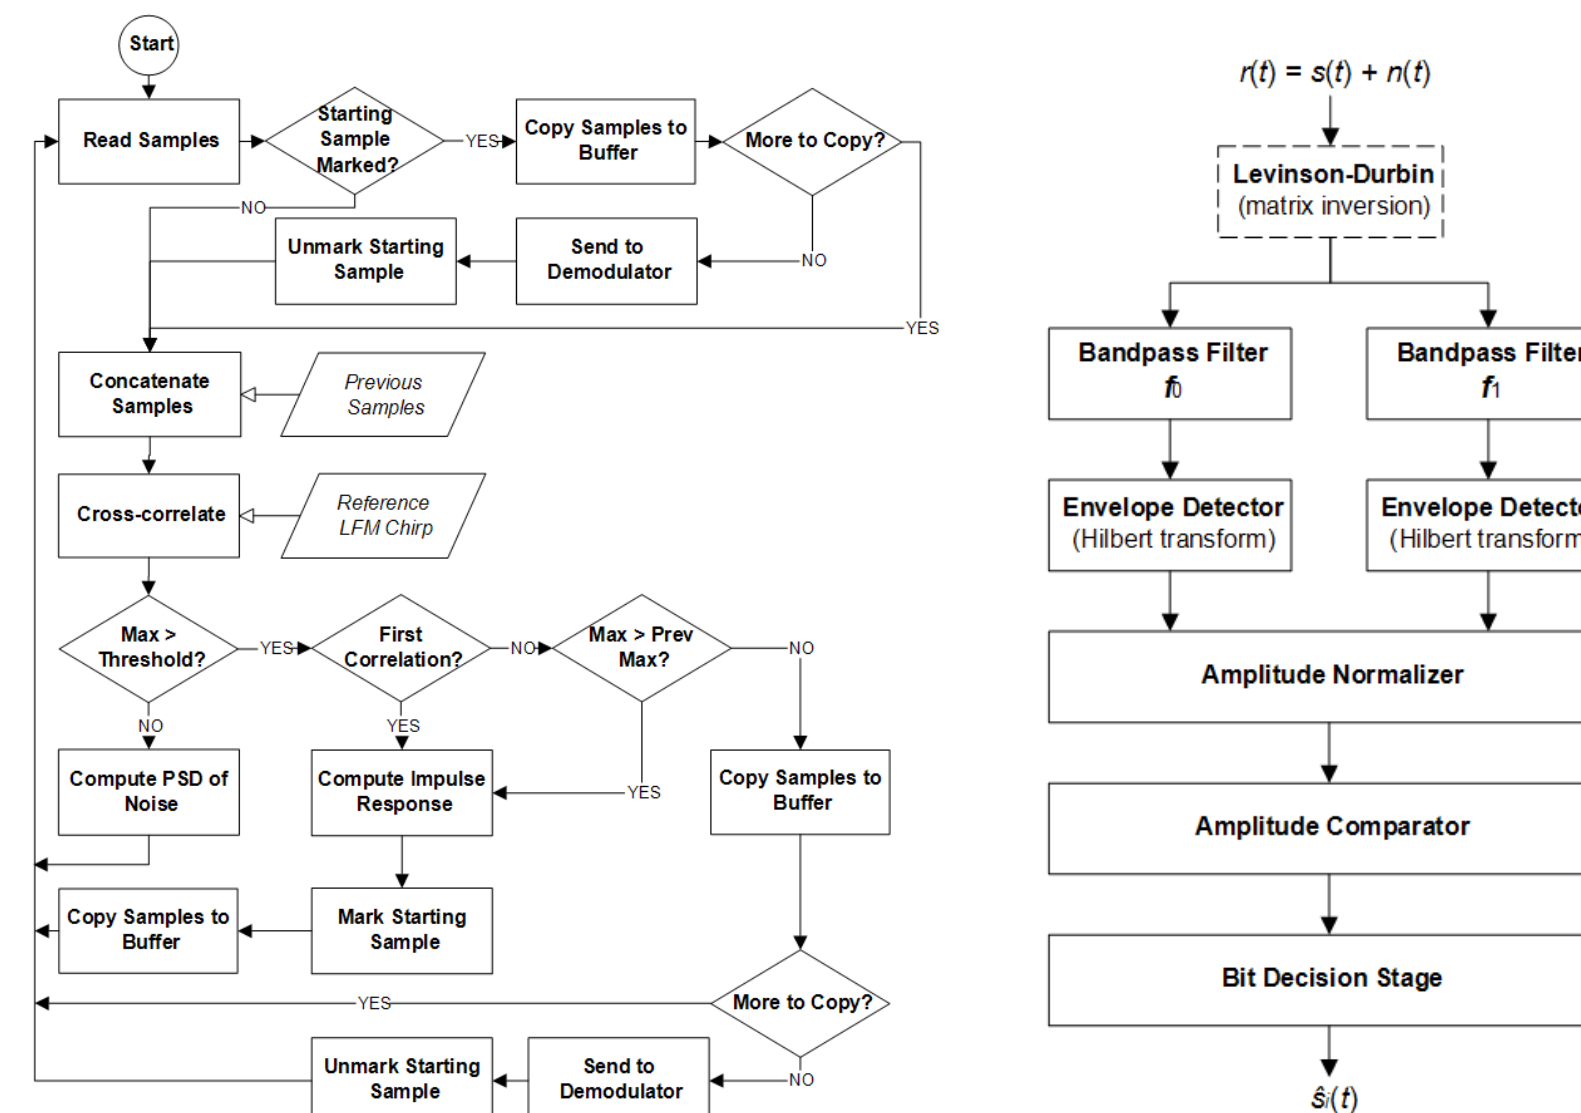 Start
Read Samples
Starting
Sample
Marked?
YES
Copy Samples to
Buffer
More to Copy?
NO
Unmark Starting
Sample
Send to
Demodulator
NO
YES
Concatenate
Samples
Previous
Samples
Cross-correlate
Reference
LFM Chirp
Max >
Threshold?
YES
First
Correlation?
NO
Max > Prev
Max?
NO
NO
YES
Compute PSD of
Noise
Compute Impulse
Response
YES
Copy Samples to
Buffer
Copy Samples to
Buffer
Mark Starting
Sample
YES
More to Copy?
Unmark Starting
Sample
Send to
Demodulator
NO
r(t) = s(t) + n(t)
Levinson-Durbin
(matrix inversion)
Bandpass Filter
f0
Bandpass Filter
f1
Envelope Detector
(Hilbert transform)
Envelope Detecto
(Hilbert transform
Amplitude Normalizer
Amplitude Comparator
Bit Decision Stage
ŝi(t)